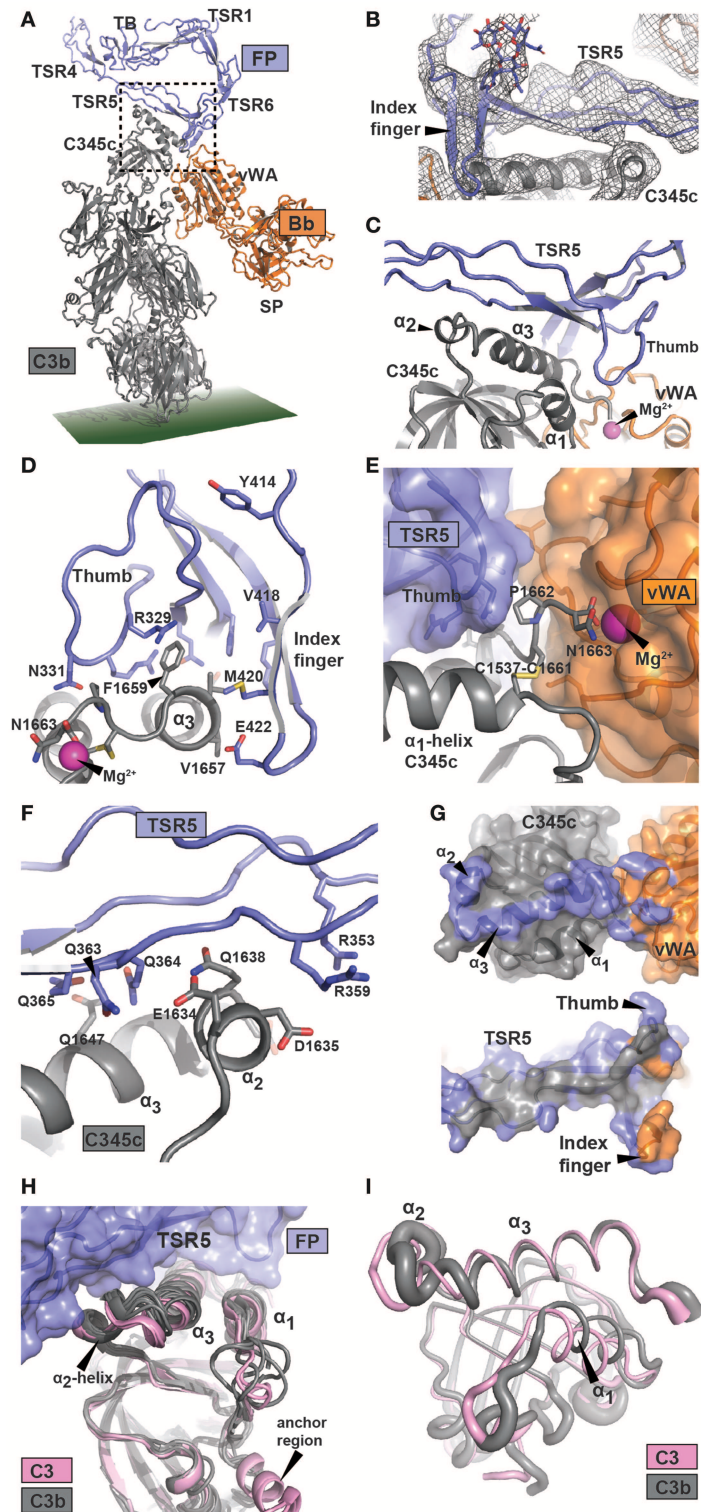 A
TB
TSR1
TSR4
FP
TSR5
TSR6
C345c
vWA
Bb
SP
C3b
B
TSR5
Index
finger
C345c
C
TSR5
α2
α3
Thumb
C345c
vWA
α1
Mg2+
D
Y414
Thumb
V418
R329
Index
finger
N331
F1659
M420
N1663
α3
E422
Mg2+
V1657
E
TSR5
P1662
vWA
Thumb
N1663
Mg2+
C1537-C1661
α1-helix
C345c
F
TSR5
Q363
Q364
Q1638
R353
Q365
R359
E1634
Q1647
D1635
α3
α2
C345c
G
C345c
α2
α3
α1
vWA
Thumb
TSR5
Index
finger
H
TSR5
FP
α3
α1
α2-helix
anchor
region
C3
C3b
I
α2
α3
α1
C3
C3b